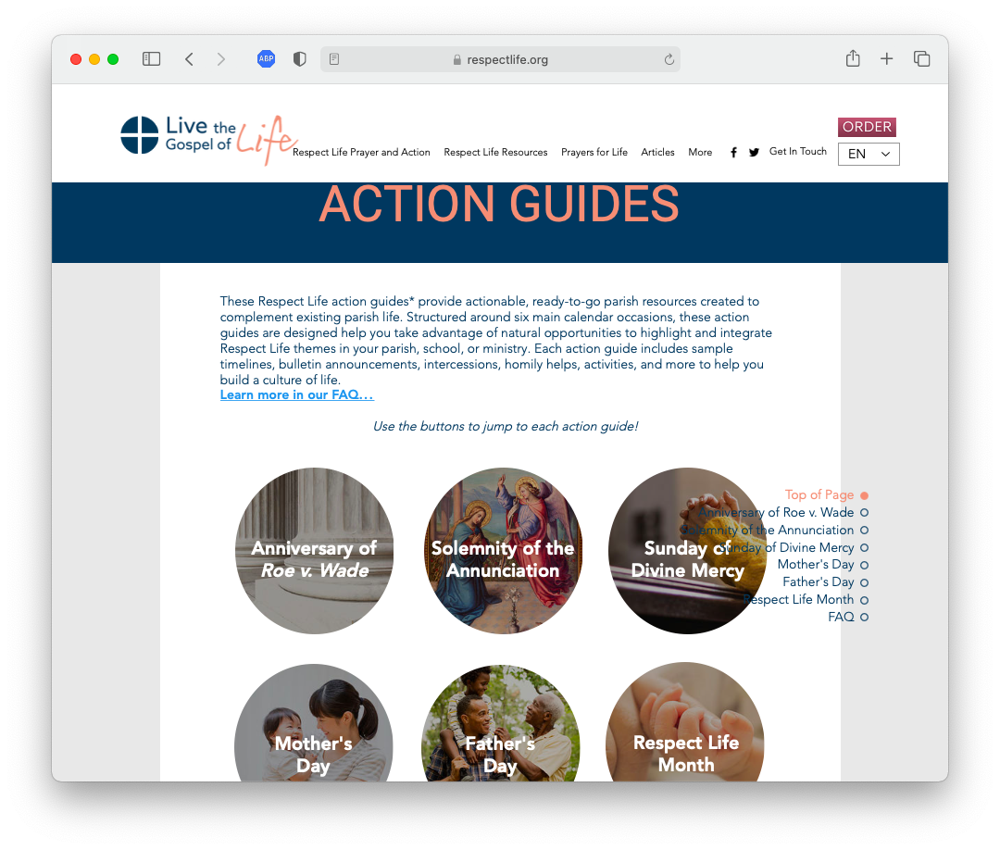 ABP
respectlife.org
Live the
Gospel of Life
ORDER
Respect Life Prayer and Action Respect Life Resources Prayers for Life Articles More Get In Touch
EN
ACTION GUIDES
These Respect Life action guides* provide actionable, ready-to-go parish resources created to
complement existing parish life. Structured around six main calendar occasions, these action
guides are designed help you take advantage of natural opportunities to highlight and integrate
Respect Life themes in your parish, school, or ministry. Each action guide includes sample
timelines, bulletin announcements, intercessions, homily helps, activities, and more to help you
build a culture of life.
Learn more in our FAQ...
Use the buttons to jump to each action guide!
Anniversary of
Roe v. Wade
Solemnity of the
Annunciation
Sunday of
Divine Mercy
Top of Page
Anniversary of Roe v. Wade
Solemnity of the Annunciation
Sunday of Divine Mercy
Mother's Day
Father's Day
Respect Life Month
FAQ
Mother's
Day
Father's
Day
Respect Life
Month